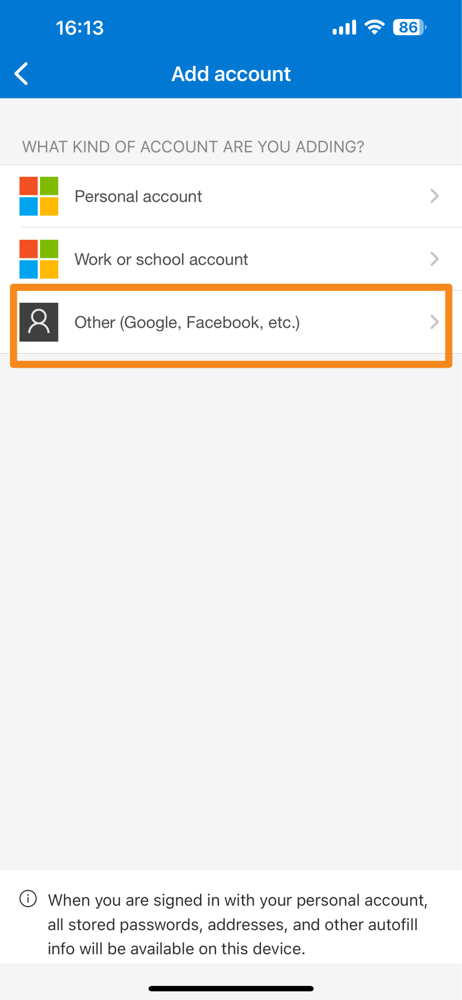 16:13
86
Add account
WHAT KIND OF ACCOUNT ARE YOU ADDING?
Personal account
Work or school account
Other (Google, Facebook, etc.)
When you are signed in with your personal account,
all stored passwords, addresses, and other autofill
info will be available on this device.